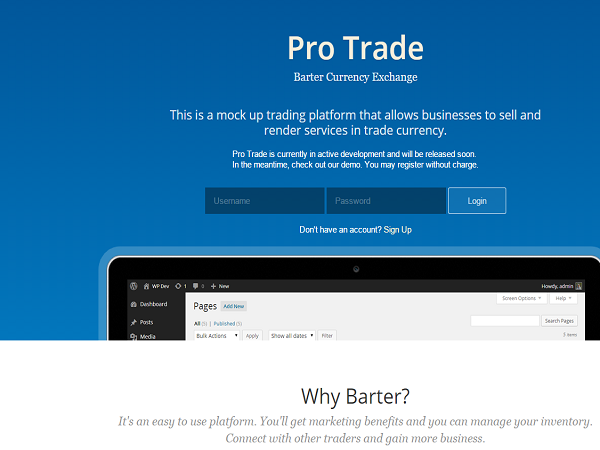 Pro Trade
Barter Currency Exchange
This is a mock up trading platform that allows businesses to sell and
render services in trade currency.
Pro Trade is currently in active development and will be released soon.
In the meantime, check out our demo. You may register without charge.
Username Password Login
Don't have an account? Sign Up
WP Dev 1 0 + New Howdy, admin
Dashboard Pages Add New Screen Options Help
Posts All (5) | Published (5) Search Pages
Media Bulk Actions Apply Show all dates Filter 5 items
Why Barter?
It's an easy to use platform. You'll get marketing benefits and you can manage your inventory.
Connect with other traders and gain more business.